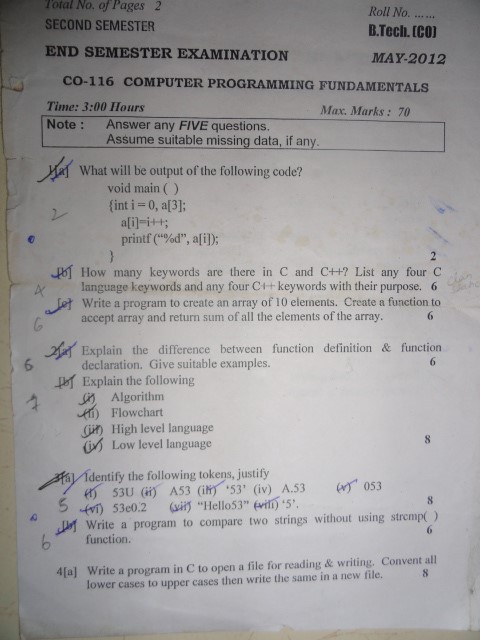 Total No. of Pages 2
Roll No. ......
SECOND SEMESTER
B.Tech. (CO)
END SEMESTER EXAMINATION
MAY-2012
CO-116 COMPUTER PROGRAMMING FUNDAMENTALS
Time: 3:00 Hours
Max. Marks : 70
Note : Answer any FIVE questions.
Assume suitable missing data, if any.
1[a] What will be output of the following code?
void main ( )
{int i = 0, a[3];
a[i]=i++;
printf (“%d”, a[i]);
}
2
2
[b] How many keywords are there in C and C++? List any four C
language keywords and any four C++ keywords with their purpose. 6
4
[c] Write a program to create an array of 10 elements. Create a function to
accept array and return sum of all the elements of the array. 6
6
2[a] Explain the difference between function definition & function
declaration. Give suitable examples. 6
6
[b] Explain the following
7
(i) Algorithm
(ii) Flowchart
(iii) High level language
(iv) Low level language 8
3[a] Identify the following tokens, justify
(i) 53U (ii) A53 (iii) ‘53’ (iv) A.53 (v) 053
(vi) 53e0.2 (vii) “Hello53” (viii) ‘5’. 8
5
[b] Write a program to compare two strings without using strcmp( )
function. 6
6
4[a] Write a program in C to open a file for reading & writing. Convent all
lower cases to upper cases then write the same in a new file. 8